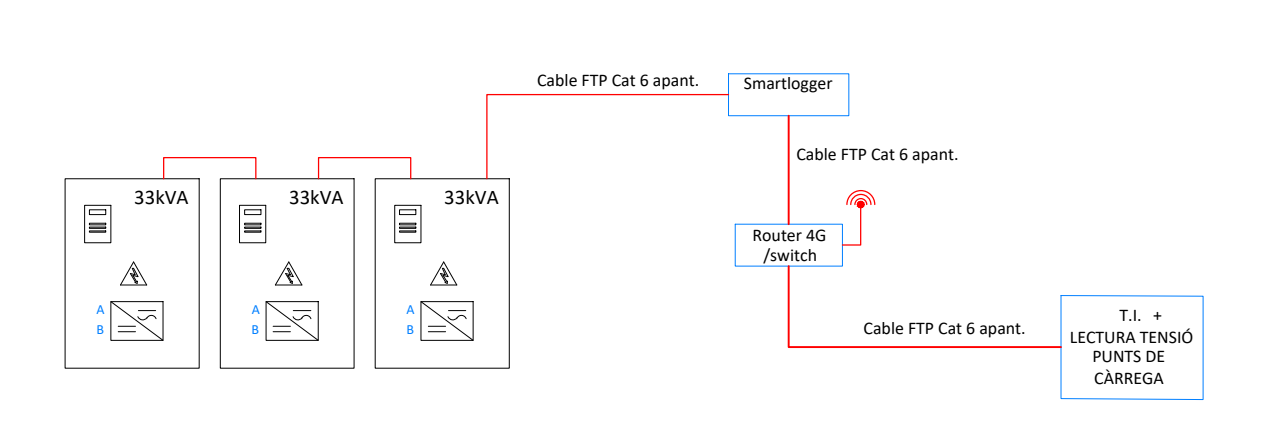 Cable FTP Cat 6 apant.
Smartlogger
Cable FTP Cat 6 apant.
33kVA
33kVA
33kVA
Router 4G
/switch
A
B
A
B
A
B
Cable FTP Cat 6 apant.
T.I. +
LECTURA TENSIÓ
PUNTS DE
CÀRREGA